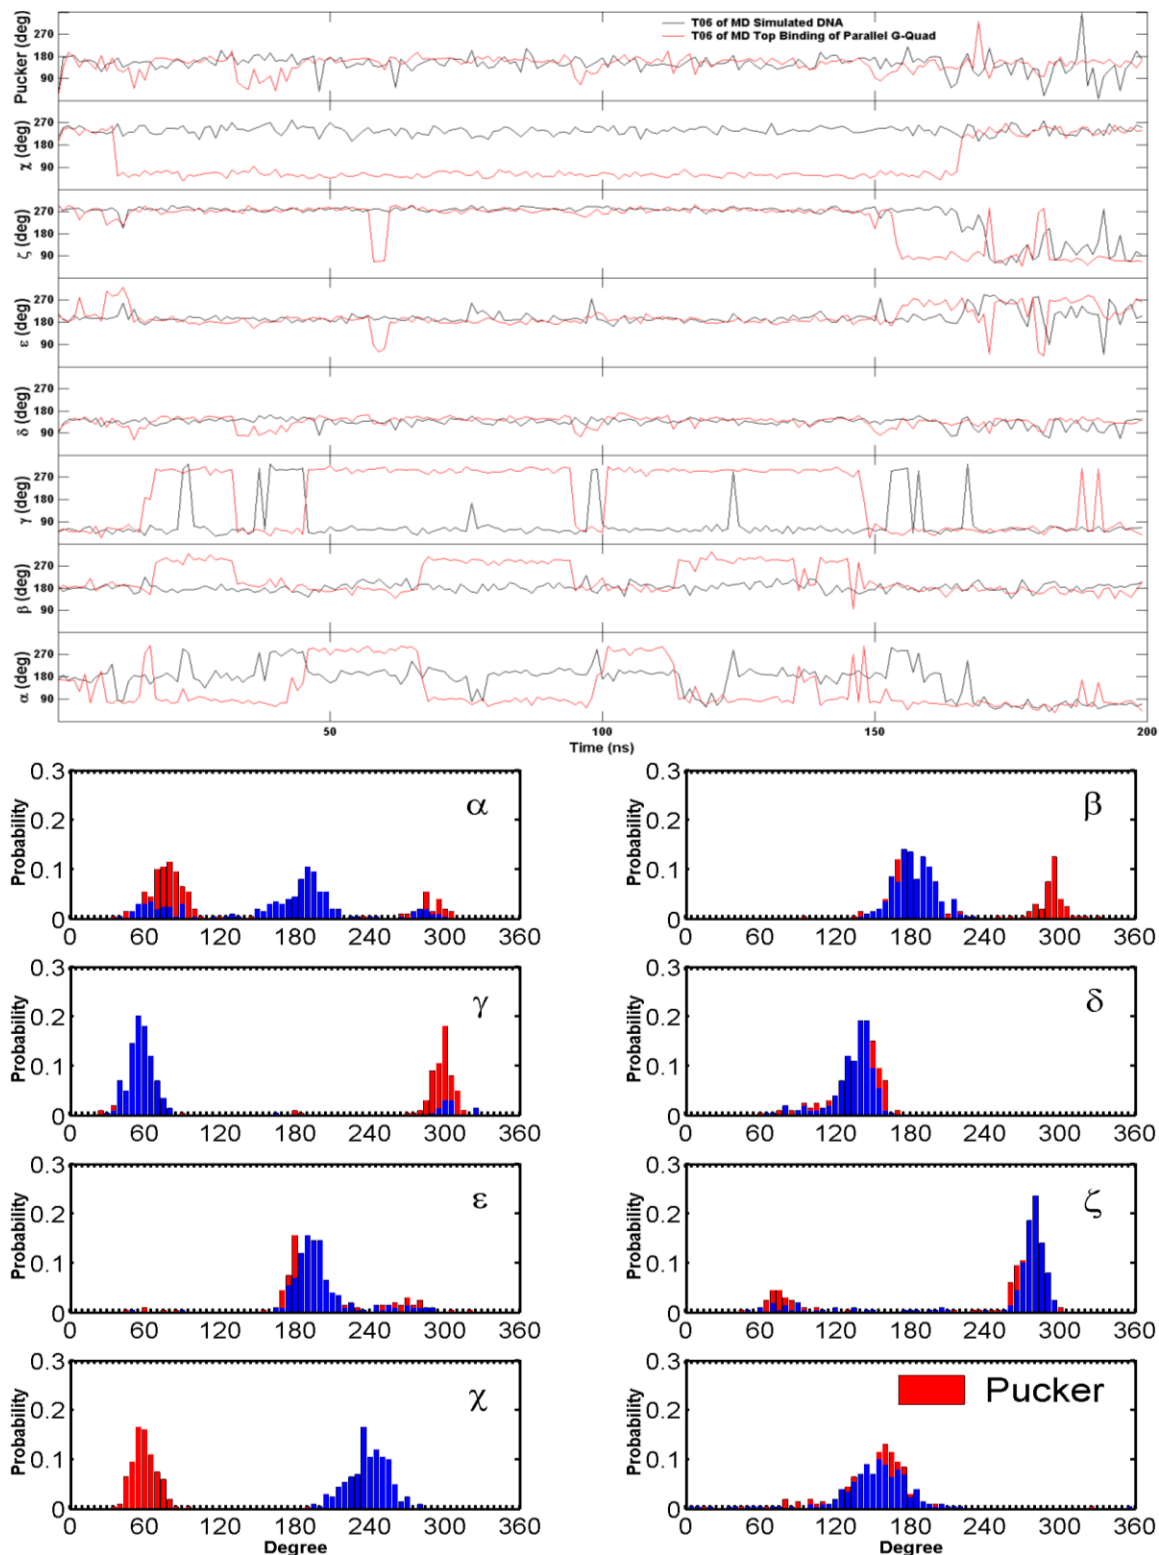 T06 of MD Simulated DNA
T06 of MD Top Binding of Parallel G-Quad
Pucker (deg)
270
180
90
χ (deg)
270
180
90
ζ (deg)
270
180
90
ε (deg)
270
180
90
δ (deg)
270
180
90
γ (deg)
270
180
90
β (deg)
270
180
90
α (deg)
270
180
90
50 100 150 200
Time (ns)
Probability
0.3
0.2
0.1
0
α
0 60 120 180 240 300 360
Probability
0.3
0.2
0.1
0
β
0 60 120 180 240 300 360
Probability
0.3
0.2
0.1
0
γ
0 60 120 180 240 300 360
Probability
0.3
0.2
0.1
0
δ
0 60 120 180 240 300 360
Probability
0.3
0.2
0.1
0
ε
0 60 120 180 240 300 360
Probability
0.3
0.2
0.1
0
ζ
0 60 120 180 240 300 360
Probability
0.3
0.2
0.1
0
χ
0 60 120 180 240 300 360
Degree
Probability
0.3
0.2
0.1
0
Pucker
0 60 120 180 240 300 360
Degree